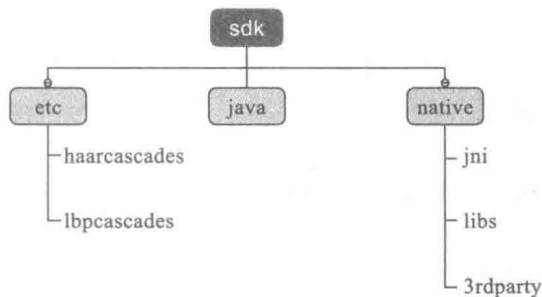 sdk
etc
java
native
haarcascades
jni
lbpcascades
libs
3rdparty